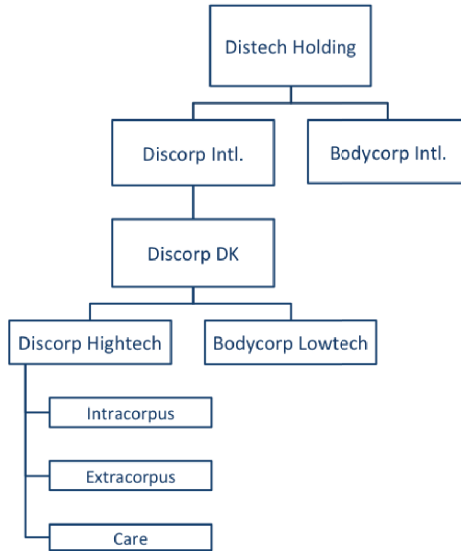 Distech Holding
Discorp Intl.
Bodycorp Intl.
Discorp DK
Discorp Hightech
Bodycorp Lowtech
Intracorpus
Extracorpus
Care